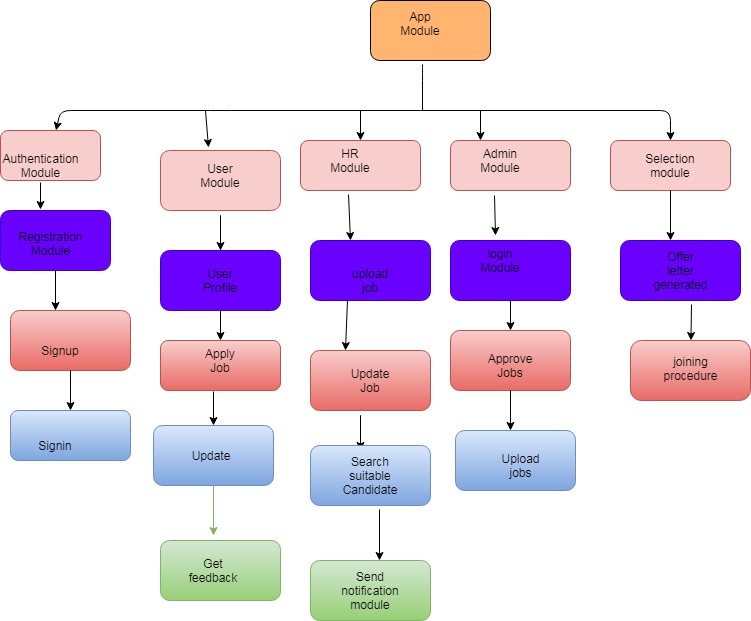 App
Module
Authentication
Module
User
Module
HR
Module
Admin
Module
Selection
module
Registration
Module
User
Profile
upload
job
login
Module
Offer
letter
generated
Signup
Apply
Job
Update
Job
Approve
Jobs
joining
procedure
Signin
Update
Search
suitable
Candidate
Upload
jobs
Get
feedback
Send
notification
module